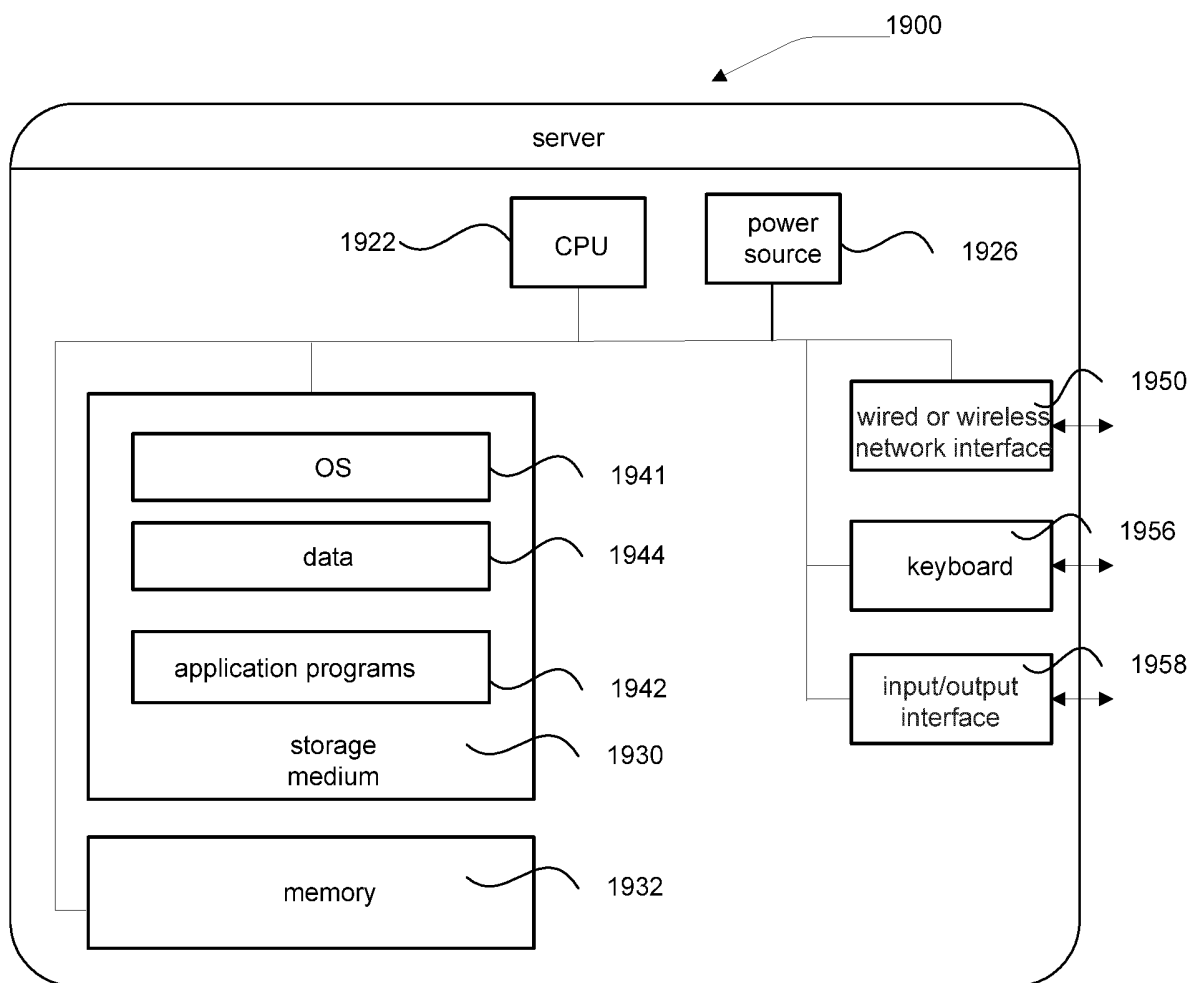 1900
server
1922
CPU
power
source
1926
1950
wired or wireless
network interface
OS
1941
1956
keyboard
data
1944
application programs
1942
1958
input/output
interface
storage
medium
1930
memory
1932